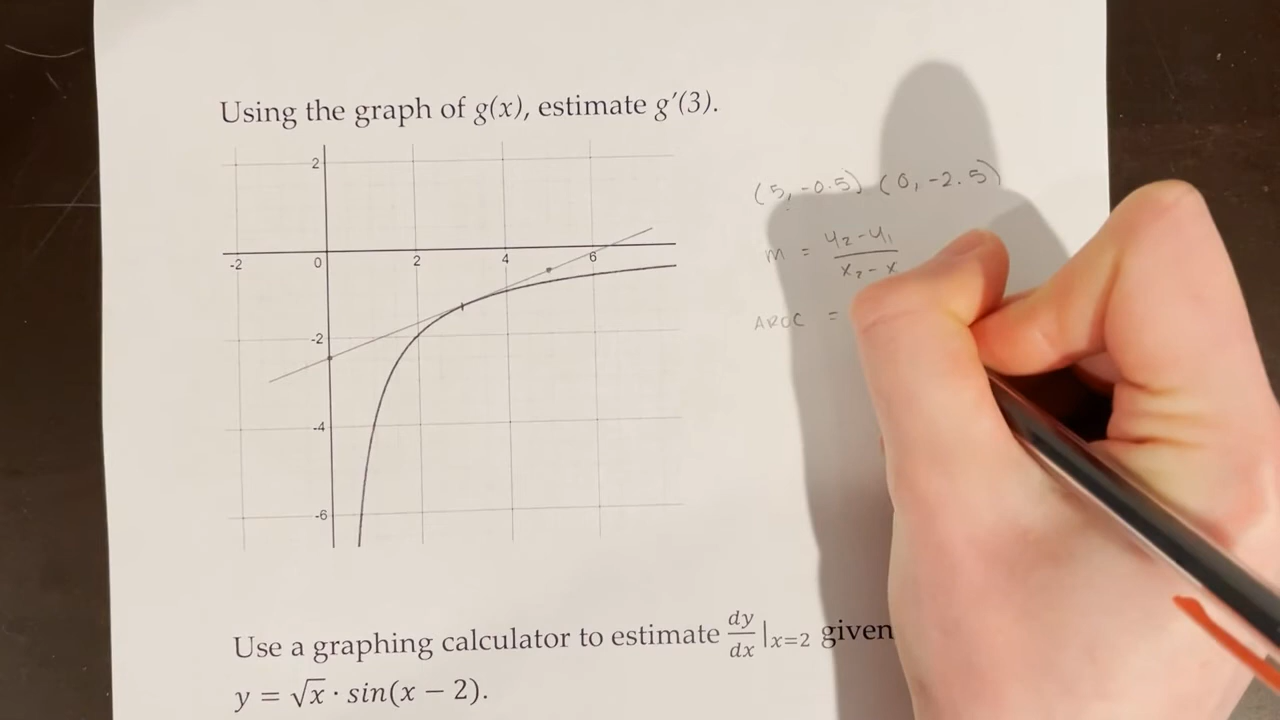 Using the graph of g(x), estimate g′(3).
2
-2 0 2 4 6
-2
-4
-6
(5, -0.5) (0, -2.5)
m = y₂-y₁ / x₂-x
AROC =
Use a graphing calculator to estimate dy/dx |x=2 given
y = √x · sin(x − 2).